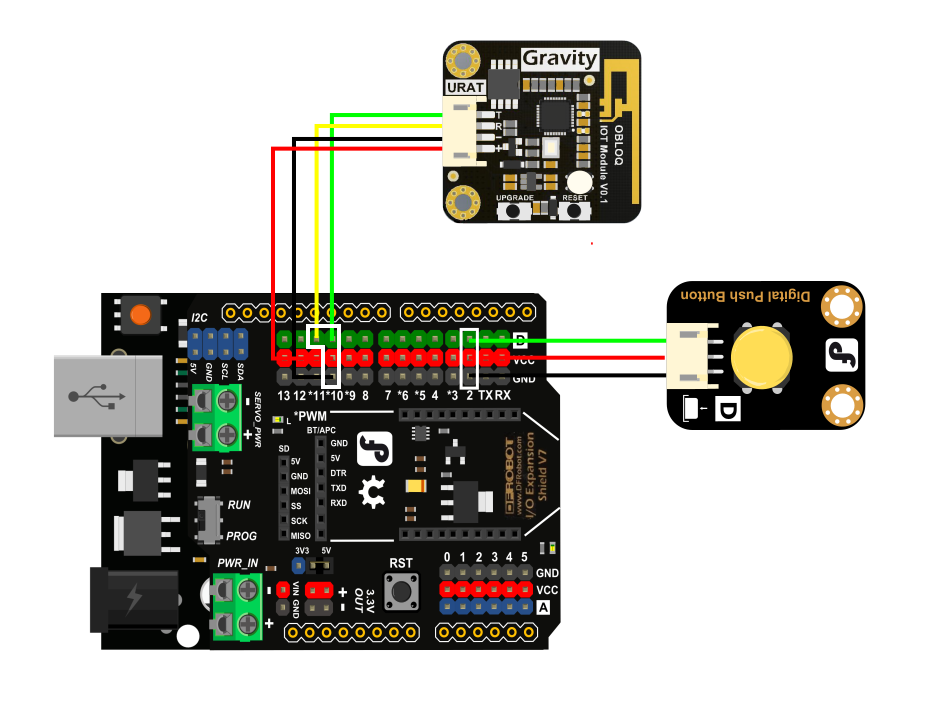 Gravity
URAT
T
R
-
+
OBLOQ
IOT Module V0.1
UPGRADE
RESET
Digital Push Button
D
I2C
5V
GND
SCL
SDA
D
VCC
GND
13 12 *11 *10 *9 8 7 *6 *5 4 *3 2 TX RX
SERVO_PWR
-
+
L
*PWM
BT/APC
GND
5V
DTR
TXD
RXD
SD
5V
GND
MOSI
SS
SCK
MISO
DFROBOT
www.DFRobot.com
I/O Expansion
Shield V7
RUN
PROG
PWR_IN
-
+
3V3
5V
VIN
GND
+
-
3.3V
OUT
RST
0 1 2 3 4 5
GND
VCC
A